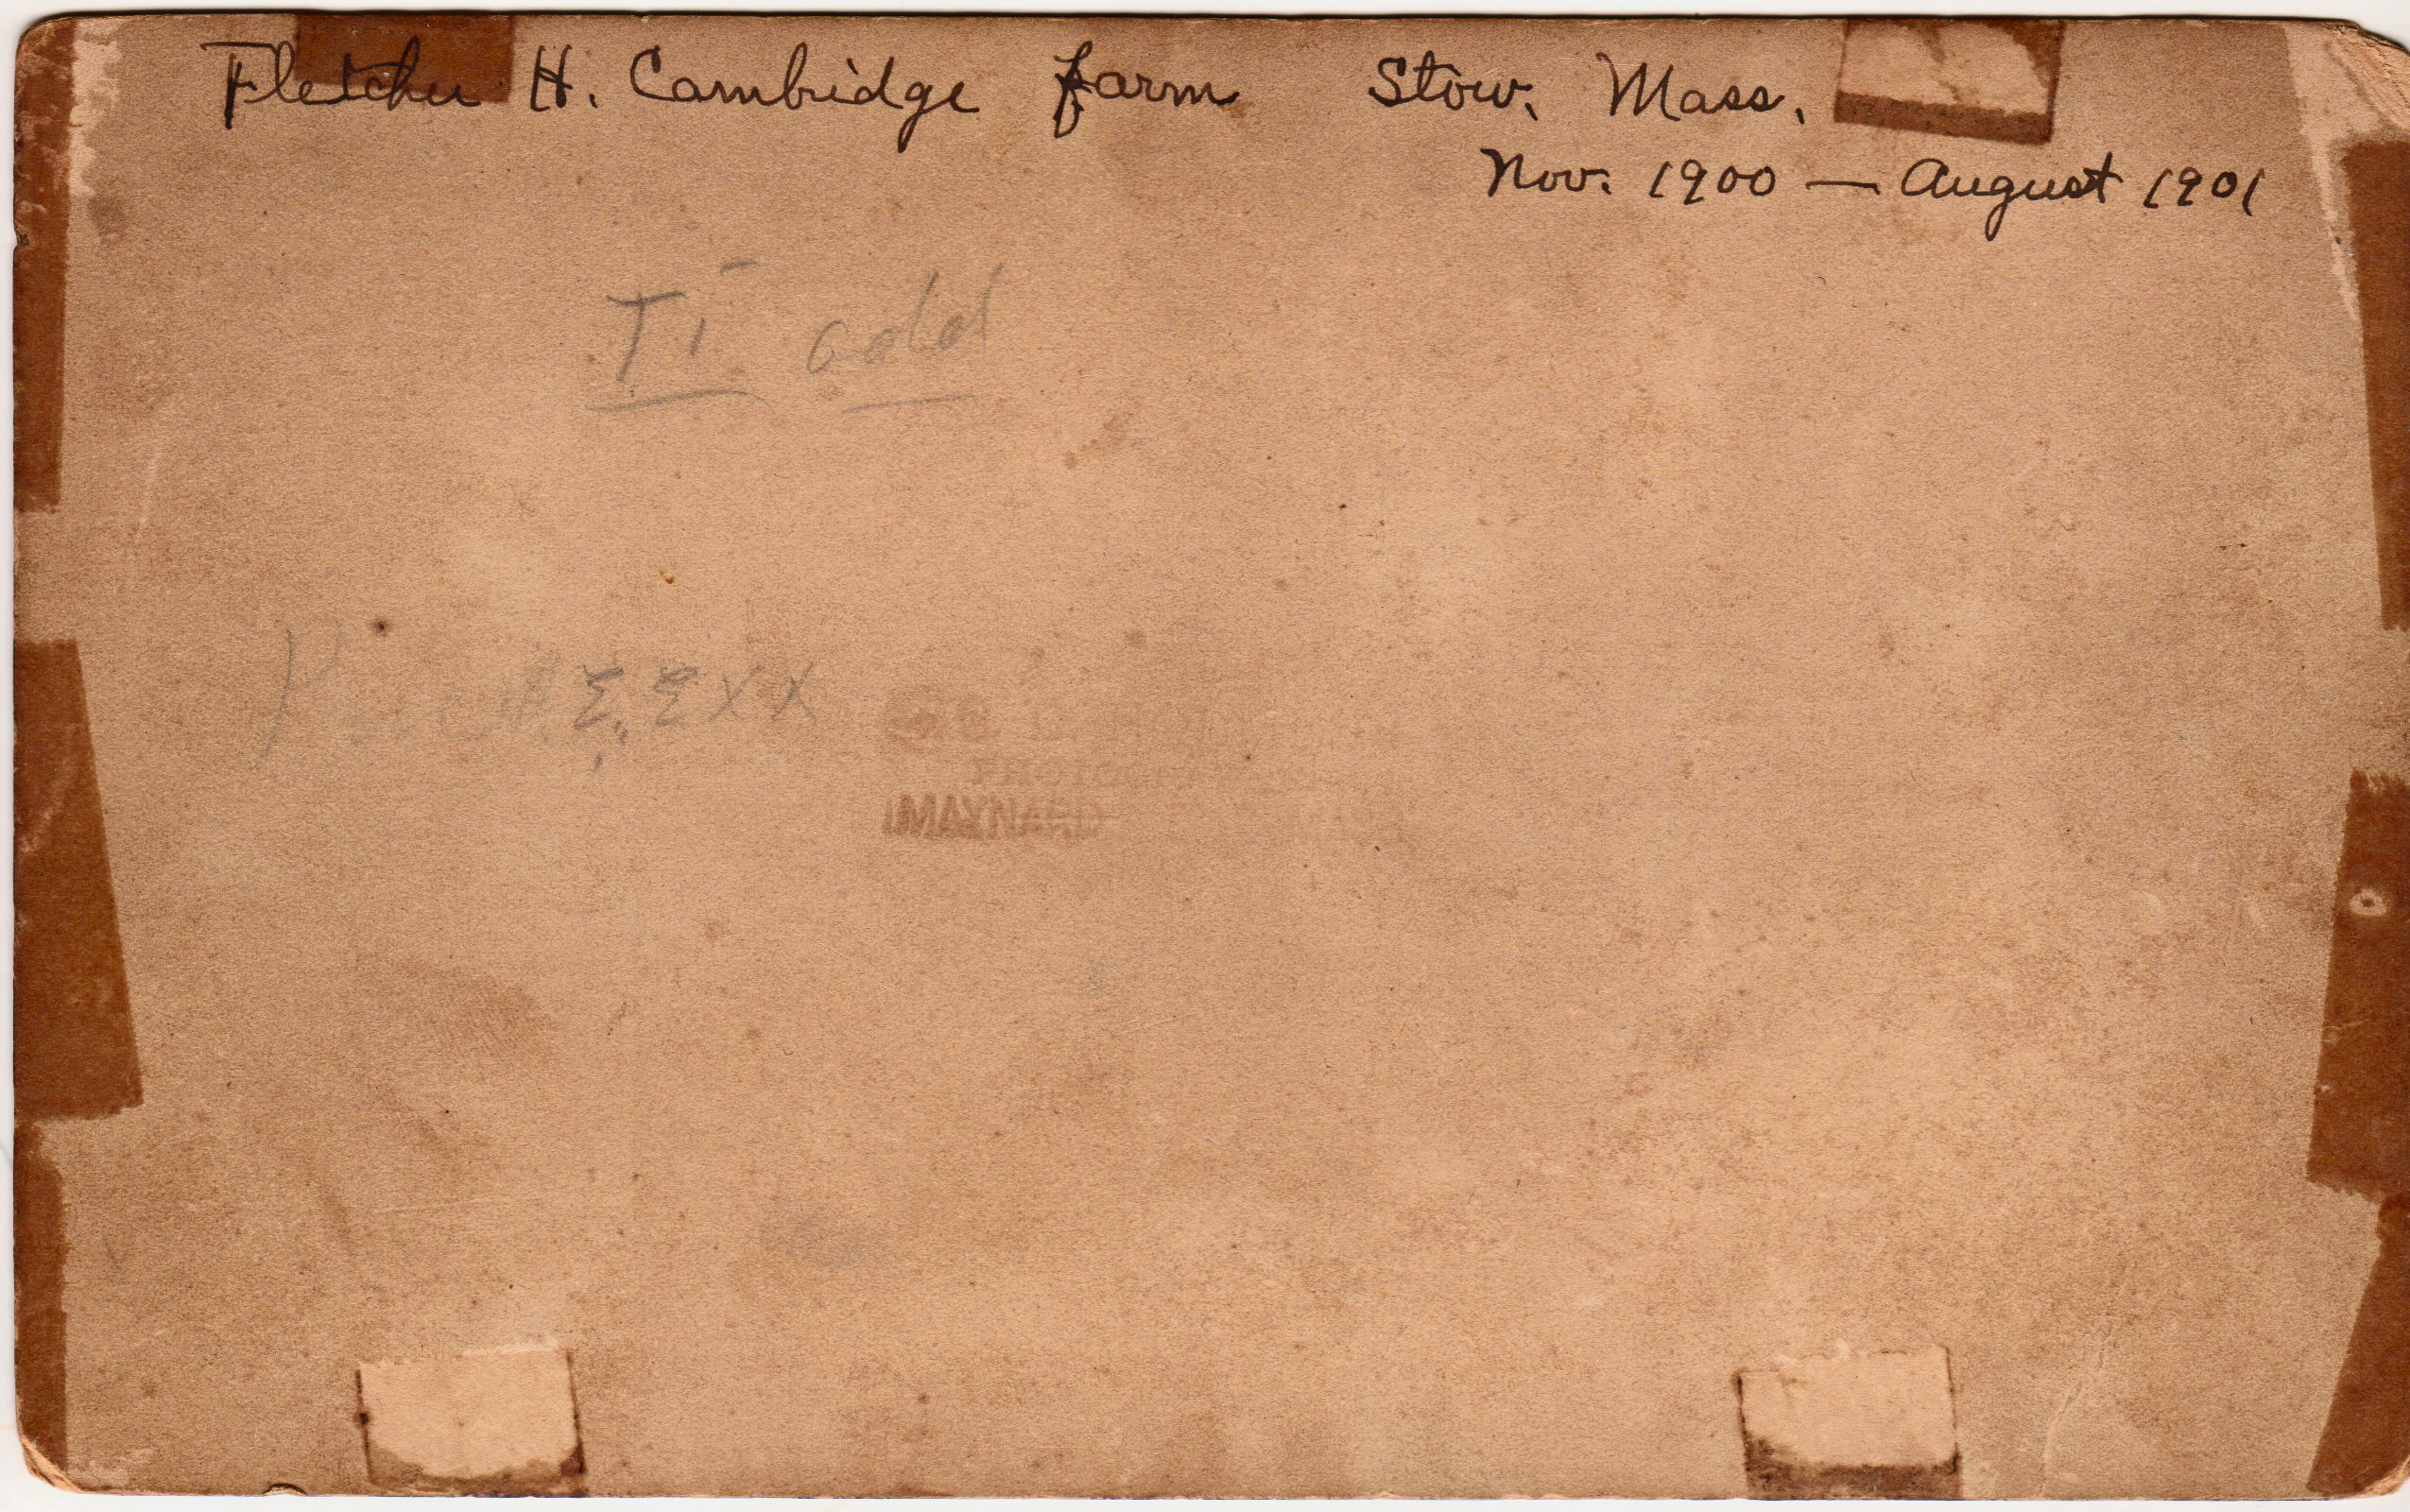 Fletcher H. Cambridge farm Stow, Mass.
Nov. 1900 — August 1901
MAYNARD